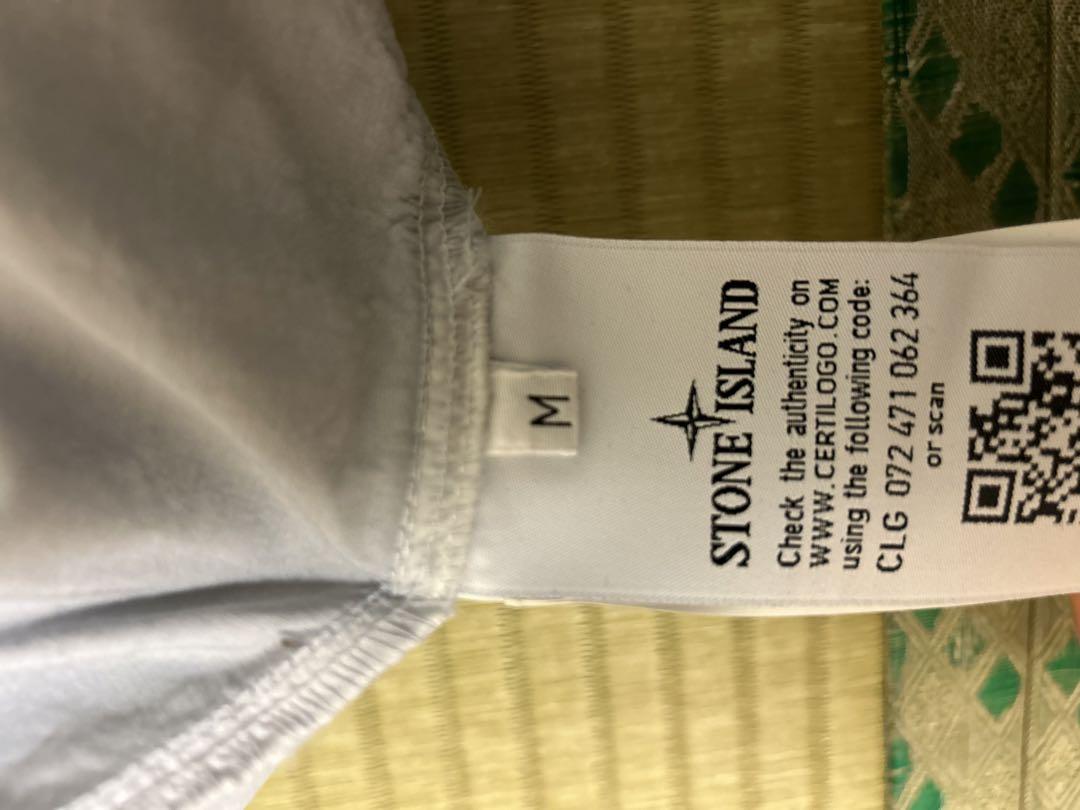 M
STONE ISLAND
Check the authenticity on
WWW.CERTILOGO.COM
using the following code:
CLG 072 471 062 364
or scan